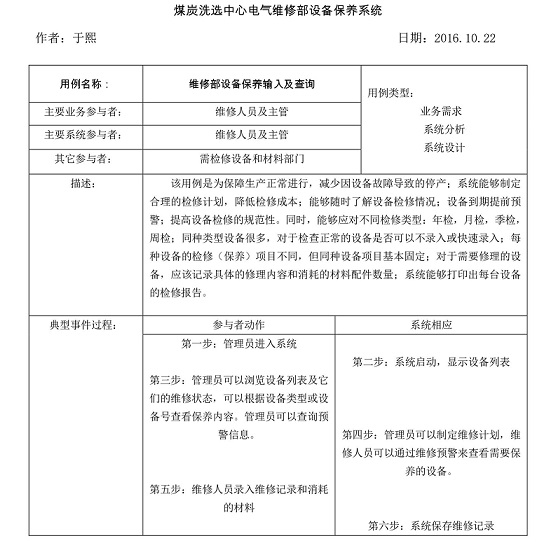 煤炭洗选中心电气维修部设备保养系统
作者：于熙 日期：2016.10.22
用例名称： 维修部设备保养输入及查询 用例类型：
业务需求
系统分析
系统设计
主要业务参与者： 维修人员及主管
主要系统参与者： 维修人员及主管
其它参与者： 需检修设备和材料部门
描述： 该用例是为保障生产正常进行，减少因设备故障导致的停产；系统能够制定
合理的检修计划，降低检修成本；能够随时了解设备检修情况；设备到期提前预
警；提高设备检修的规范性。同时，能够应对不同检修类型：年检，月检，季检，
周检；同种类型设备很多，对于检查正常的设备是否可以不录入或快速录入；每
种设备的检修（保养）项目不同，但同种设备项目基本固定；对于需要修理的设
备，应该记录具体的修理内容和消耗的材料配件数量；系统能够打印出每台设备
的检修报告。
典型事件过程： 参与者动作 系统相应
第一步：管理员进入系统
第二步：系统启动，显示设备列表
第三步：管理员可以浏览设备列表及它
们的维修状态，可以根据设备类型或设
备号查看保养内容。管理员可以查询预
警信息。
第四步：管理员可以制定维修计划，维
修人员可以通过维修预警来查看需要保
养的设备。
第五步：维修人员录入维修记录和消耗
的材料
第六步：系统保存维修记录